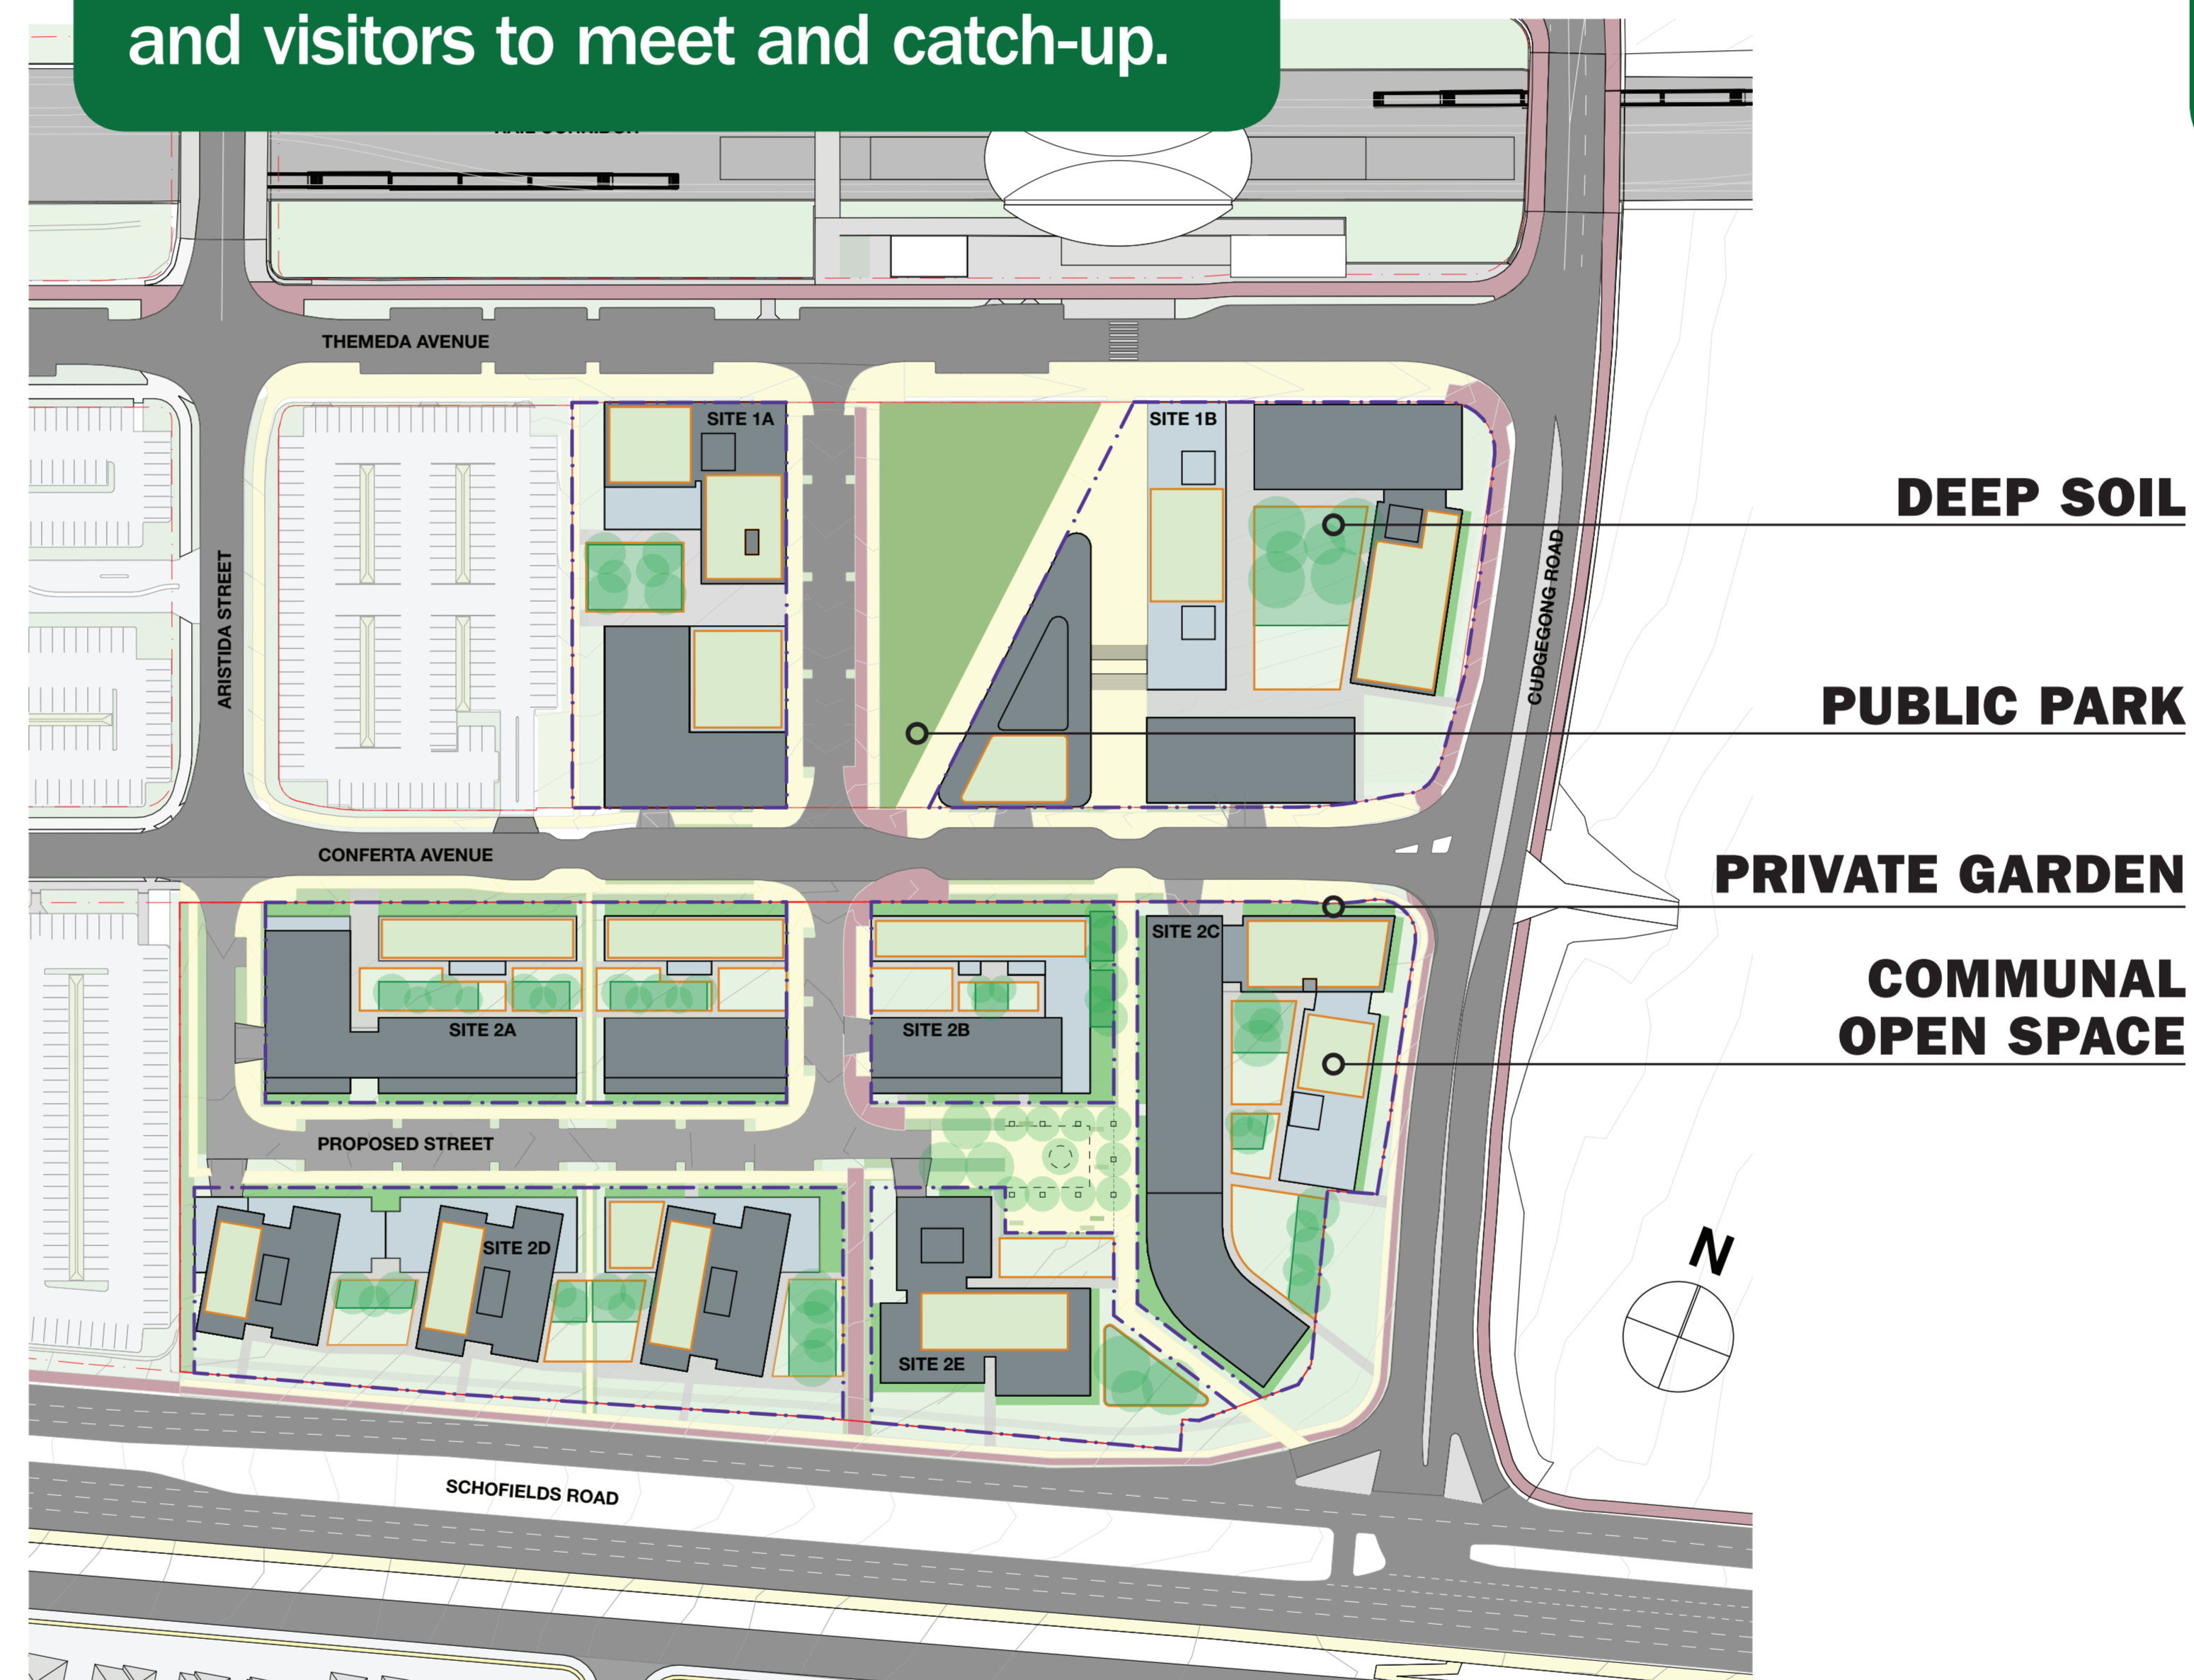 and visitors to meet and catch-up.
THEMEDA AVENUE
SITE 1A
SITE 1B
DEEP SOIL
ARISTIDA STREET
CUDGEGONG ROAD
PUBLIC PARK
CONFERTA AVENUE
PRIVATE GARDEN
SITE 2C
COMMUNAL
OPEN SPACE
SITE 2A
SITE 2B
PROPOSED STREET
SITE 2D
N
SITE 2E
SCHOFIELDS ROAD